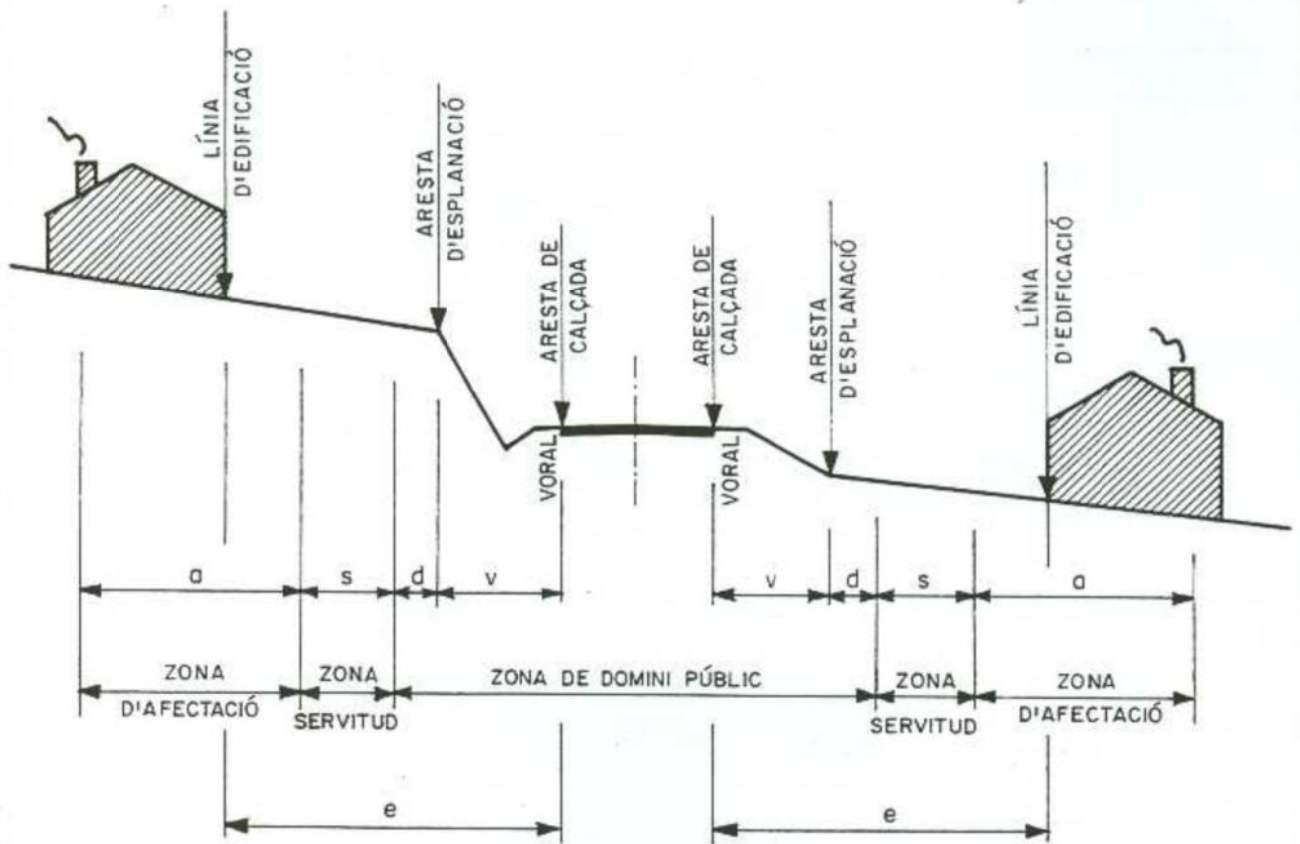 LÍNIA
D'EDIFICACIÓ
ARESTA
D'ESPLANACIÓ
ARESTA DE
CALÇADA
ARESTA DE
CALÇADA
ARESTA
D'ESPLANACIÓ
LÍNIA
D'EDIFICACIÓ
VORAL
VORAL
a s d v v d s a
ZONA
D'AFECTACIÓ
ZONA
SERVITUD
ZONA DE DOMINI PÚBLIC
ZONA
SERVITUD
ZONA
D'AFECTACIÓ
e e